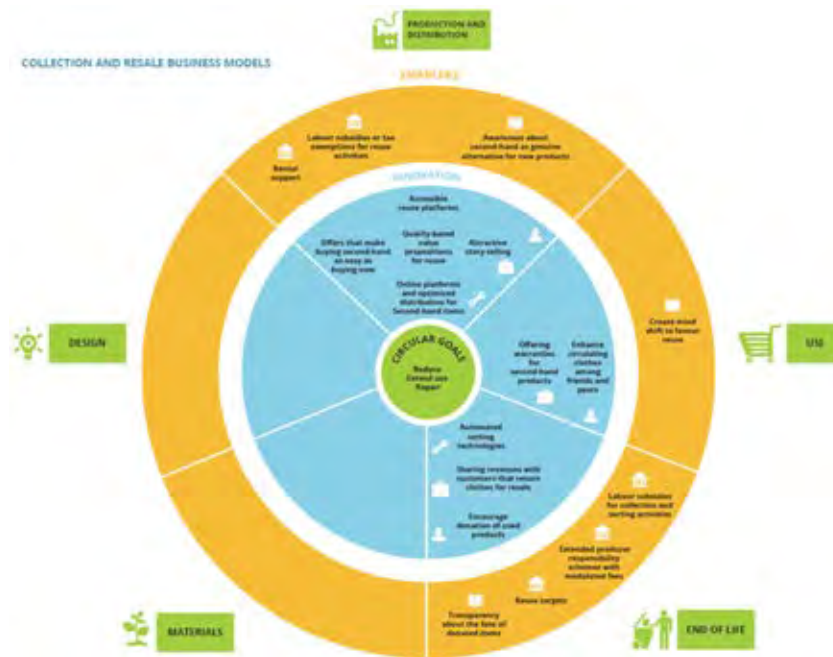 PRODUCTION AND
DISTRIBUTION
COLLECTION AND RESALE BUSINESS MODELS
ENABLERS
Labour subsidies or tax
exemptions for reuse
activities
Awareness about
second-hand as genuine
alternative for new products
support
INNOVATION
Accessible
reuse platforms
Offers that make
buying second-hand
as easy as
buying new
Quality-based
value
propositions
for reuse
Attractive
story-telling
Online platforms
and optimized
distribution for
Second-hand items
Create mind
shift to favour
reuse
DESIGN
USE
CIRCULAR GOALS
Reduce
Extend use
Repair
Offering
warranties
for
second-hand
products
Enhance
circulating
clothes
among
friends and
peers
Automated
sorting
technologies
Sharing revenues with
customers that return
clothes for resale
Encourage
donation of used
products
Labour subsidies
for collection and
sorting activities
Extended producer
responsibility
schemes with
modulated fees
Reuse targets
Transparency
about the fate of
donated items
MATERIALS
END OF LIFE